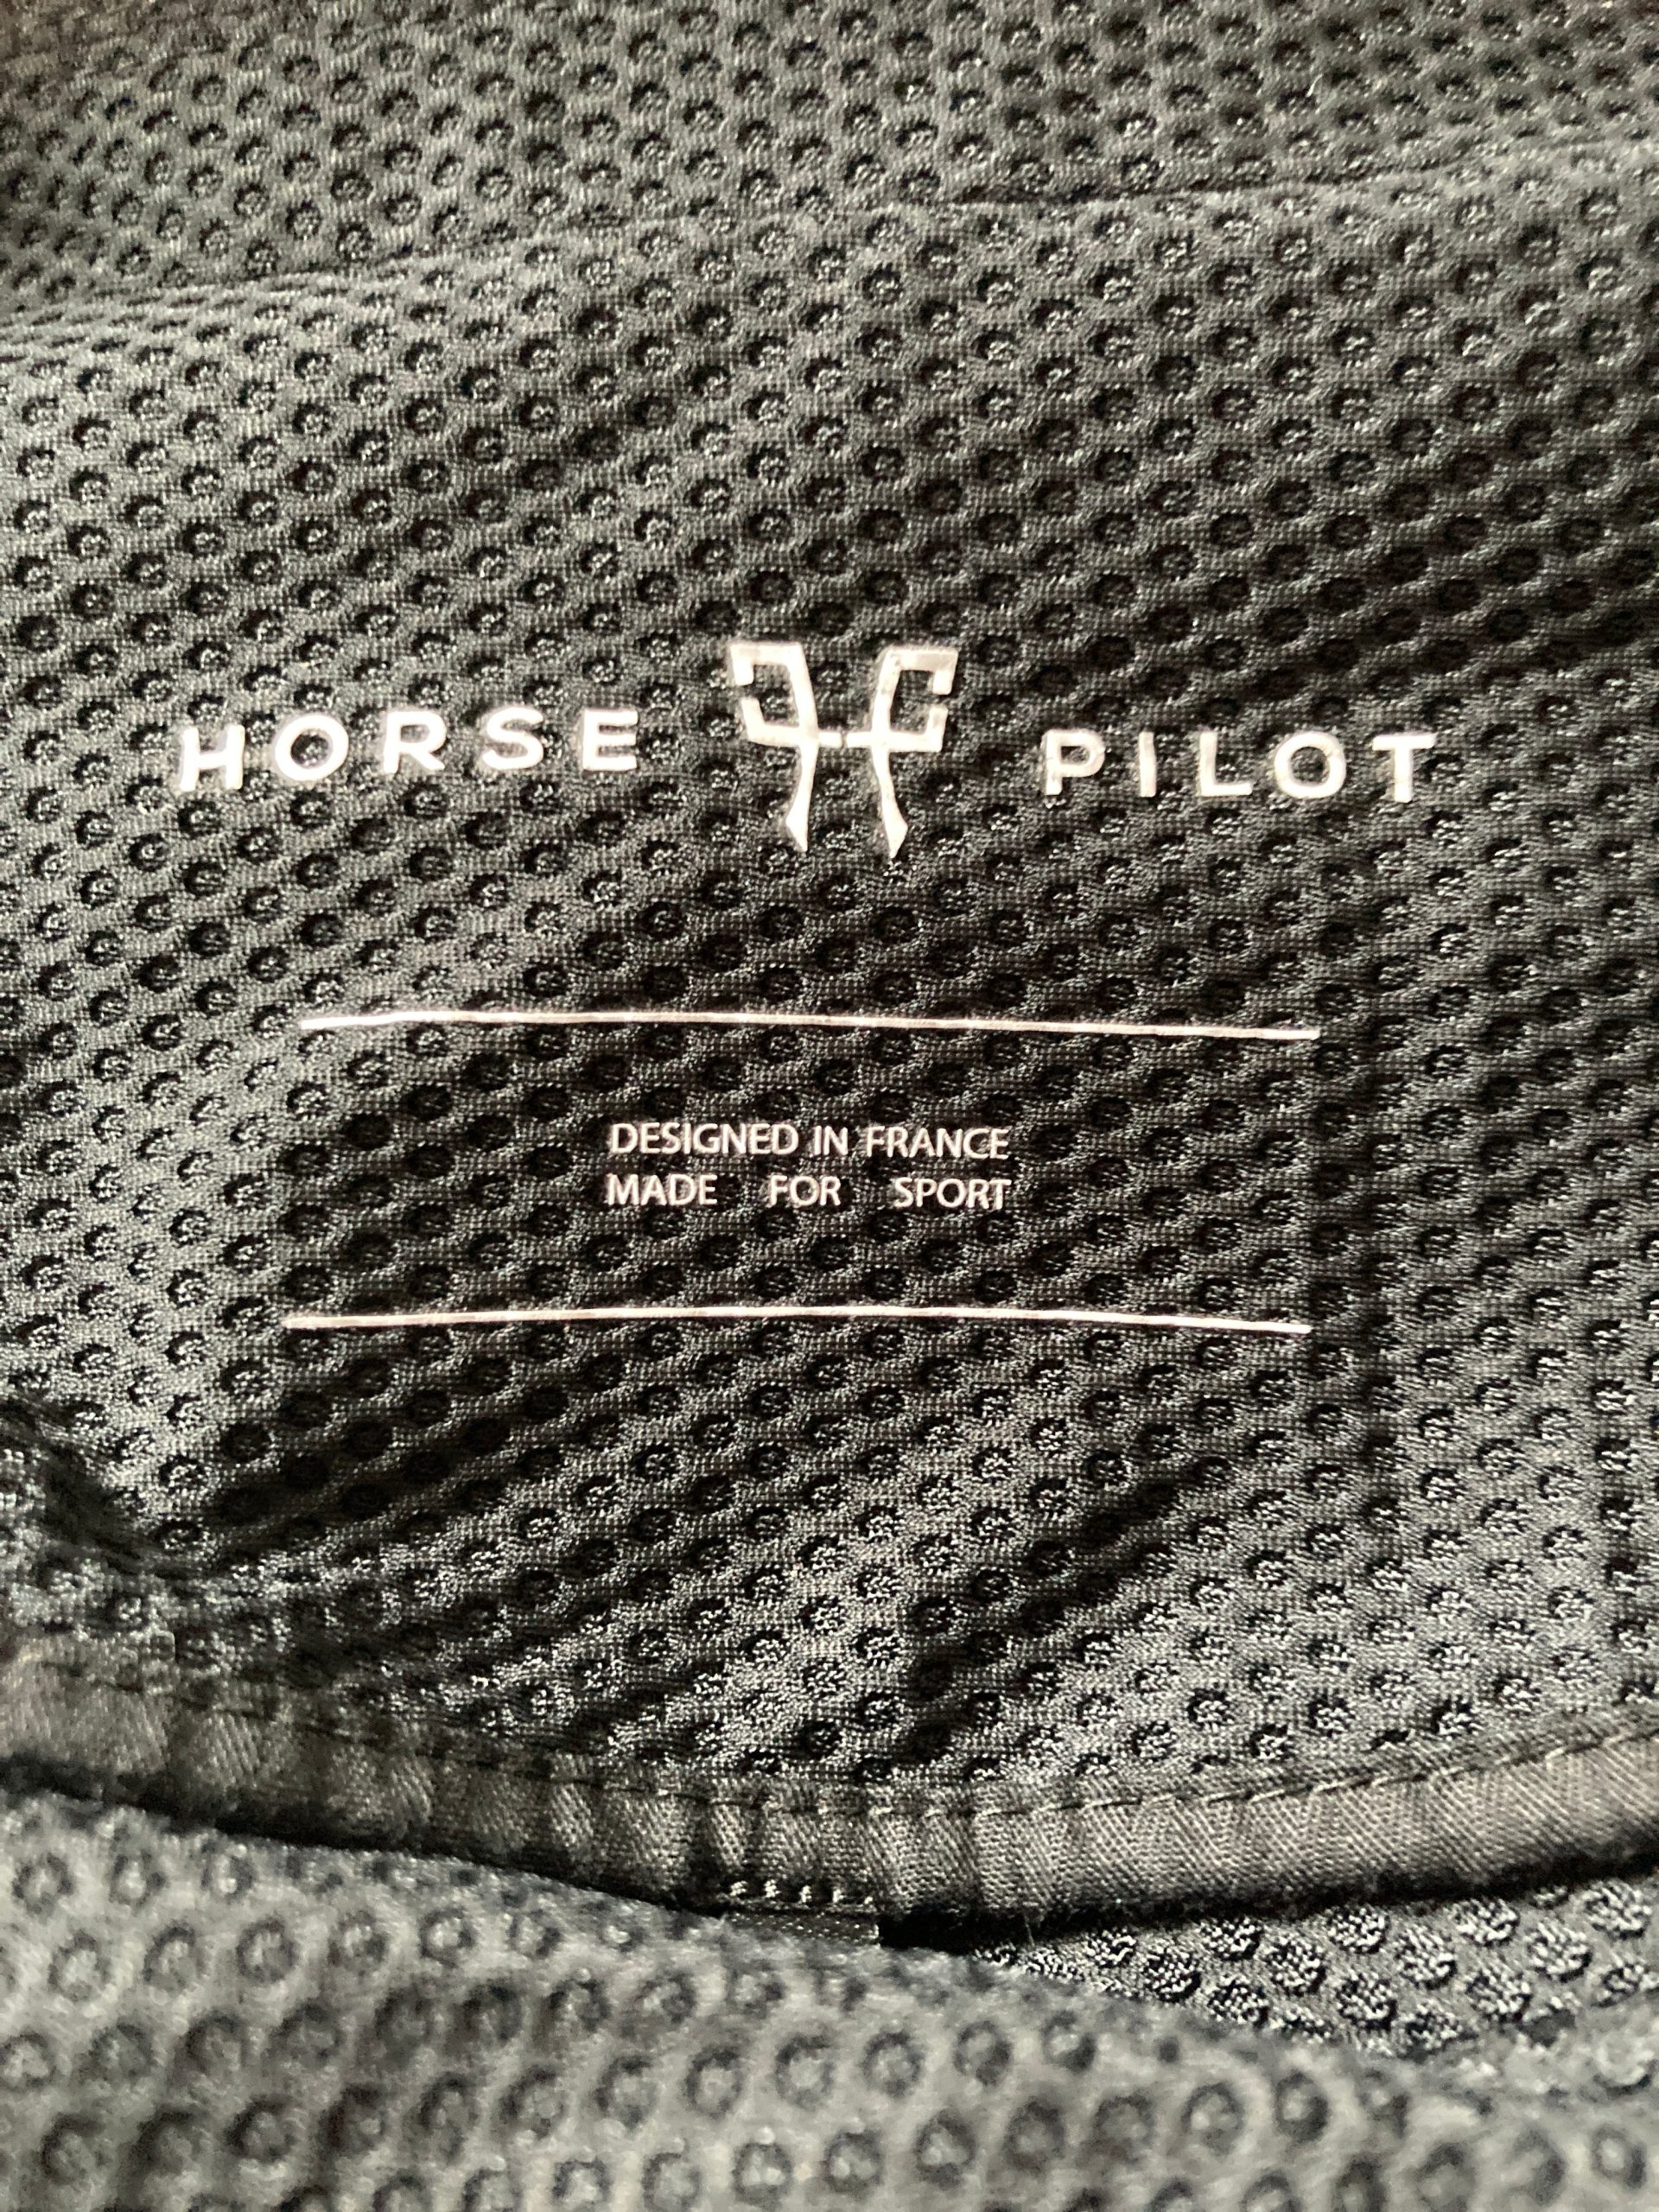 HORSE PILOT
DESIGNED IN FRANCE
MADE FOR SPORT